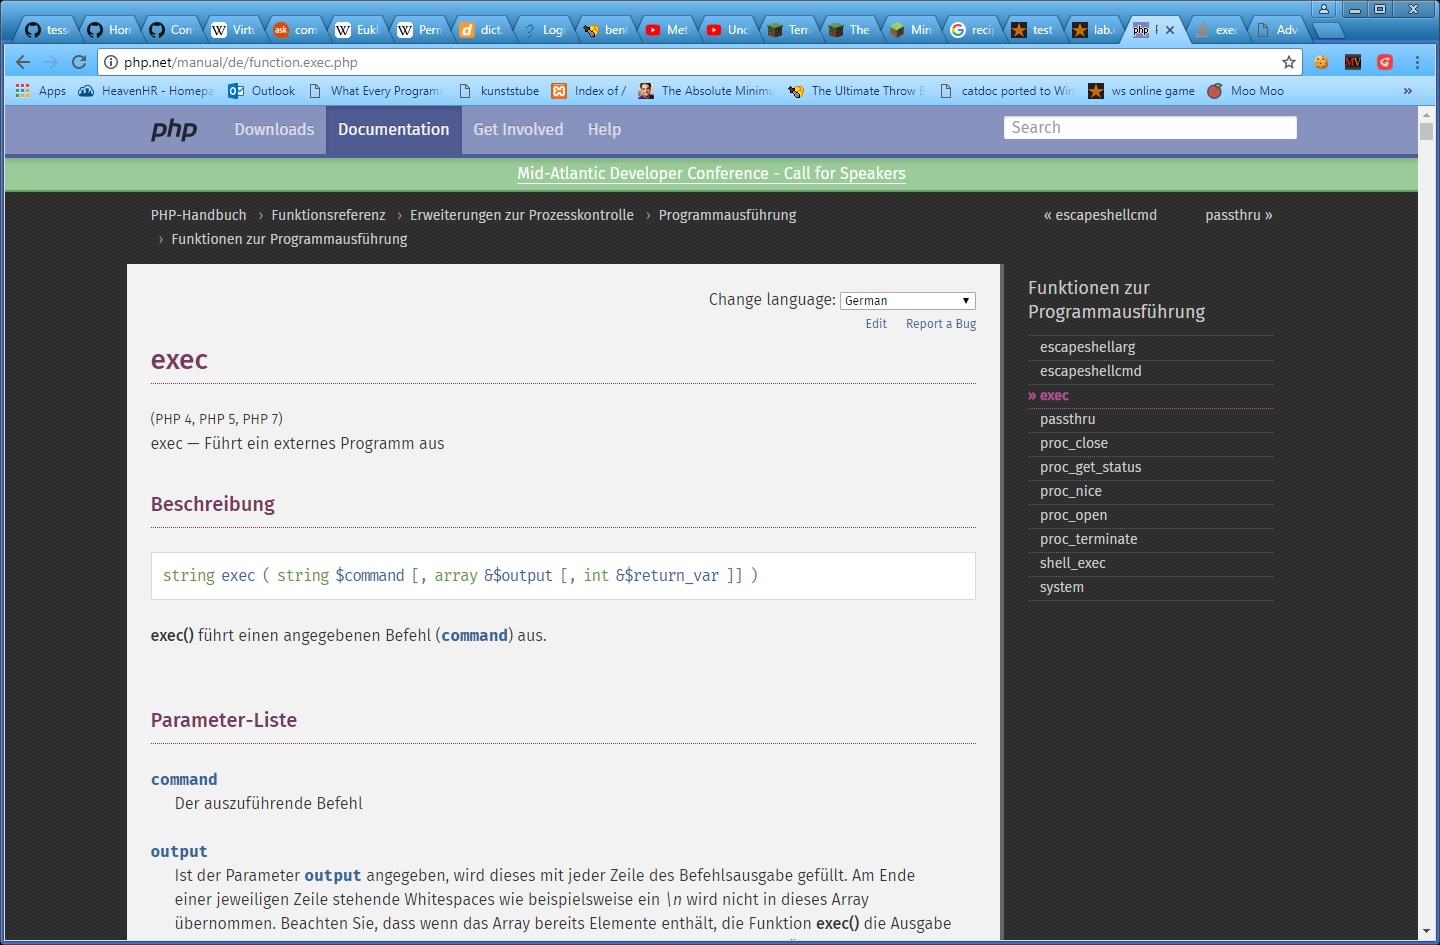 tess
Hon
Con
Virtu
ask
com
Eukl
Perm
dict.
Logi
ben
Met
Unc
Terr
The
Min
reci
test
lab.
php
exec
Adv
php.net/manual/de/function.exec.php
Apps
HeavenHR - Homepa
Outlook
What Every Program
kunststube
Index of /
The Absolute Minimu
The Ultimate Throw B
catdoc ported to Win
ws online game
Moo Moo
»
php
Downloads
Documentation
Get Involved
Help
Search
Mid-Atlantic Developer Conference - Call for Speakers
PHP-Handbuch › Funktionsreferenz › Erweiterungen zur Prozesskontrolle › Programmausführung
› Funktionen zur Programmausführung
« escapeshellcmd
passthru »
Change language: German
Edit Report a Bug
exec
(PHP 4, PHP 5, PHP 7)
exec — Führt ein externes Programm aus
Beschreibung
string exec ( string $command [, array &$output [, int &$return_var ]] )
exec() führt einen angegebenen Befehl (command) aus.
Parameter-Liste
command
Der auszuführende Befehl
output
Ist der Parameter output angegeben, wird dieses mit jeder Zeile des Befehlsausgabe gefüllt. Am Ende
einer jeweiligen Zeile stehende Whitespaces wie beispielsweise ein \n wird nicht in dieses Array
übernommen. Beachten Sie, dass wenn das Array bereits Elemente enthält, die Funktion exec() die Ausgabe
Funktionen zur
Programmausführung
escapeshellarg
escapeshellcmd
» exec
passthru
proc_close
proc_get_status
proc_nice
proc_open
proc_terminate
shell_exec
system